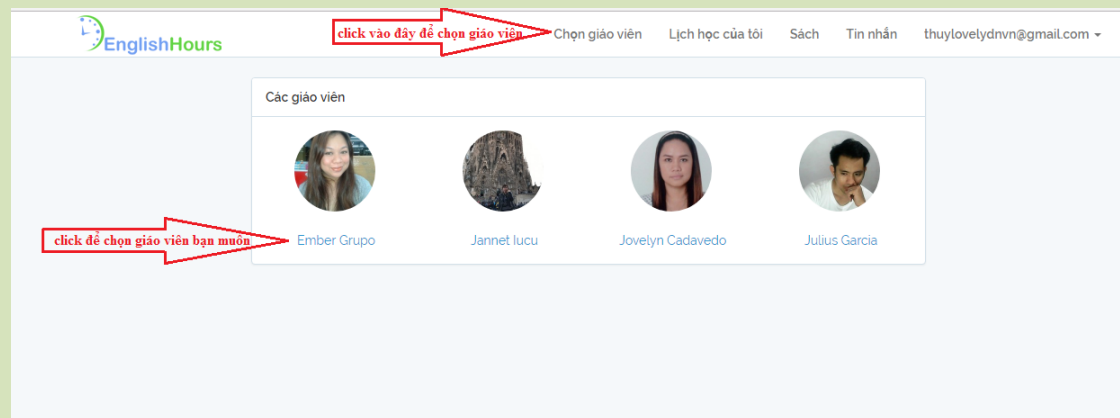 EnglishHours
click vào đây để chọn giáo viên
Chọn giáo viên Lịch học của tôi Sách Tin nhắn thuylovelydnvn@gmail.com
Các giáo viên
click để chọn giáo viên bạn muôn
Ember Grupo Jannet Iucu Jovelyn Cadavedo Julius Garcia